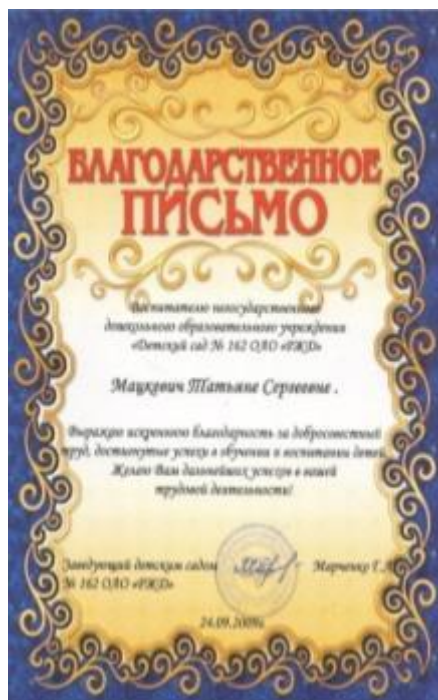 БЛАГОДАРСТВЕННОЕ
ПИСЬМО
Воспитателю негосударственного
дошкольного образовательного учреждения
«Детский сад № 162 ОАО «РЖД»
Мацкович Татьяне Сергеевне .
Выражаю искреннюю благодарность за добросовестный
труд, достигнутые успехи в обучении и воспитании детей.
Желаю Вам дальнейших успехов в вашей
трудовой деятельности!
Заведующий детским садом Марченко
№ 162 ОАО «РЖД»
24.09.2009г.